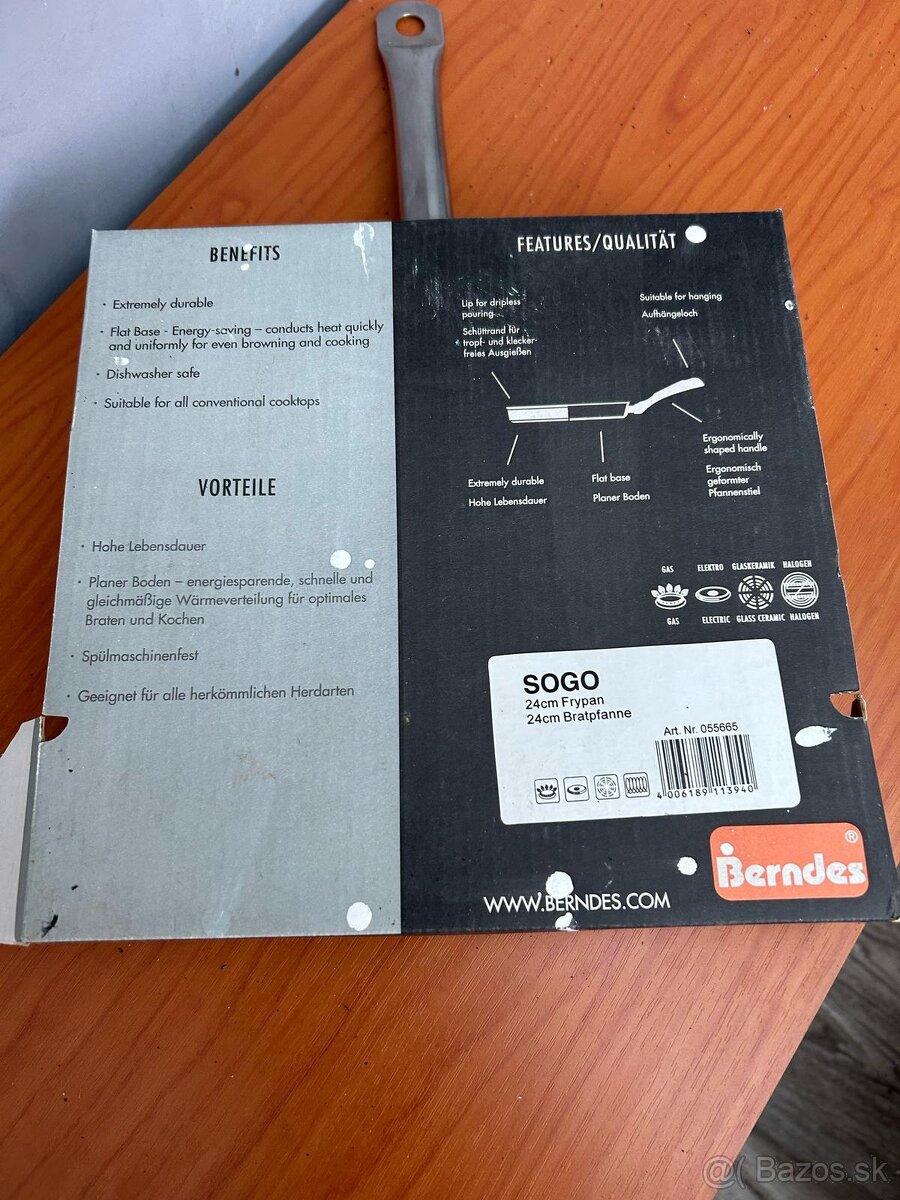 BENEFITS
· Extremely durable
· Flat Base - Energy-saving – conducts heat quickly
and uniformly for even browning and cooking
· Dishwasher safe
· Suitable for all conventional cooktops
VORTEILE
· Hohe Lebensdauer
· Planer Boden – energiesparende, schnelle und
gleichmäßige Wärmeverteilung für optimales
Braten und Kochen
· Spülmaschinenfest
· Geeignet für alle herkömmlichen Herdarten
FEATURES/QUALITÄT
Lip for dripless
pouring
Schüttrand für
tropf- und klecker-
freies Ausgießen
Suitable for hanging
Aufhängeloch
Extremely durable
Hohe Lebensdauer
Flat base
Planer Boden
Ergonomically
shaped handle
Ergonomisch
geformter
Pfannenstiel
GAS ELEKTRO GLASKERAMIK HALOGEN
GAS ELECTRIC GLASS CERAMIC HALOGEN
SOGO
24cm Frypan
24cm Bratpfanne
Art. Nr. 055665
4 006189 113940
Berndes®
WWW.BERNDES.COM
@( Bazos.sk